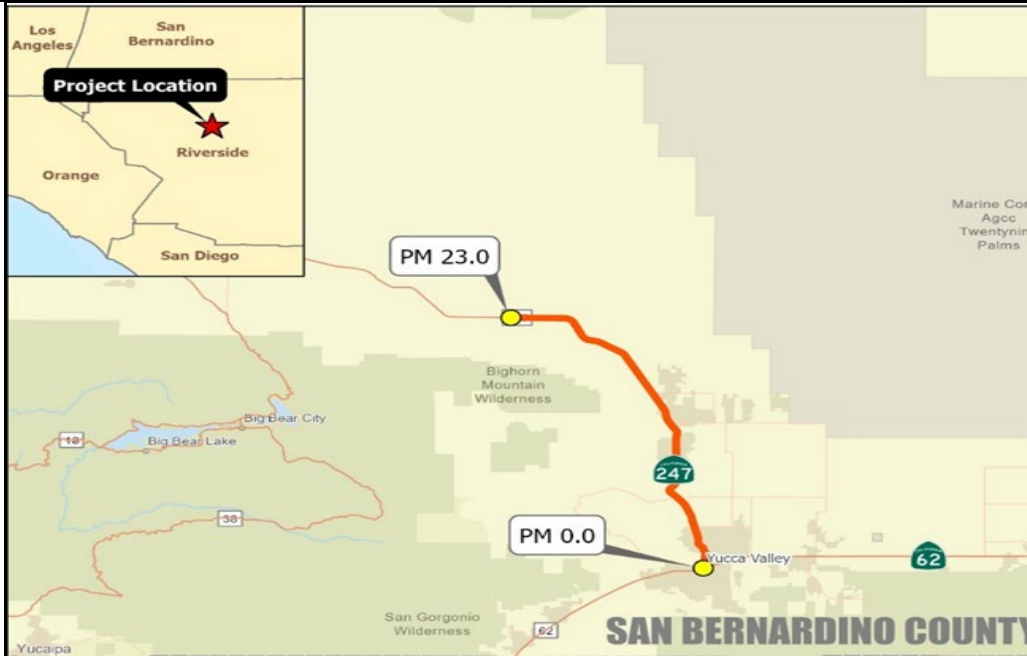 Los
Angeles
San
Bernardino
Project Location
Riverside
Orange
San Diego
Marine Cor
Agcc
Twentynin
Palms
PM 23.0
Bighorn
Mountain
Wilderness
Big Bear City
18
Big Bear Lake
CALIFORNIA
247
38
PM 0.0
Yucca Valley
CALIFORNIA
62
San Gorgonio
Wilderness
62
SAN BERNARDINO COUNTY
Yucaipa